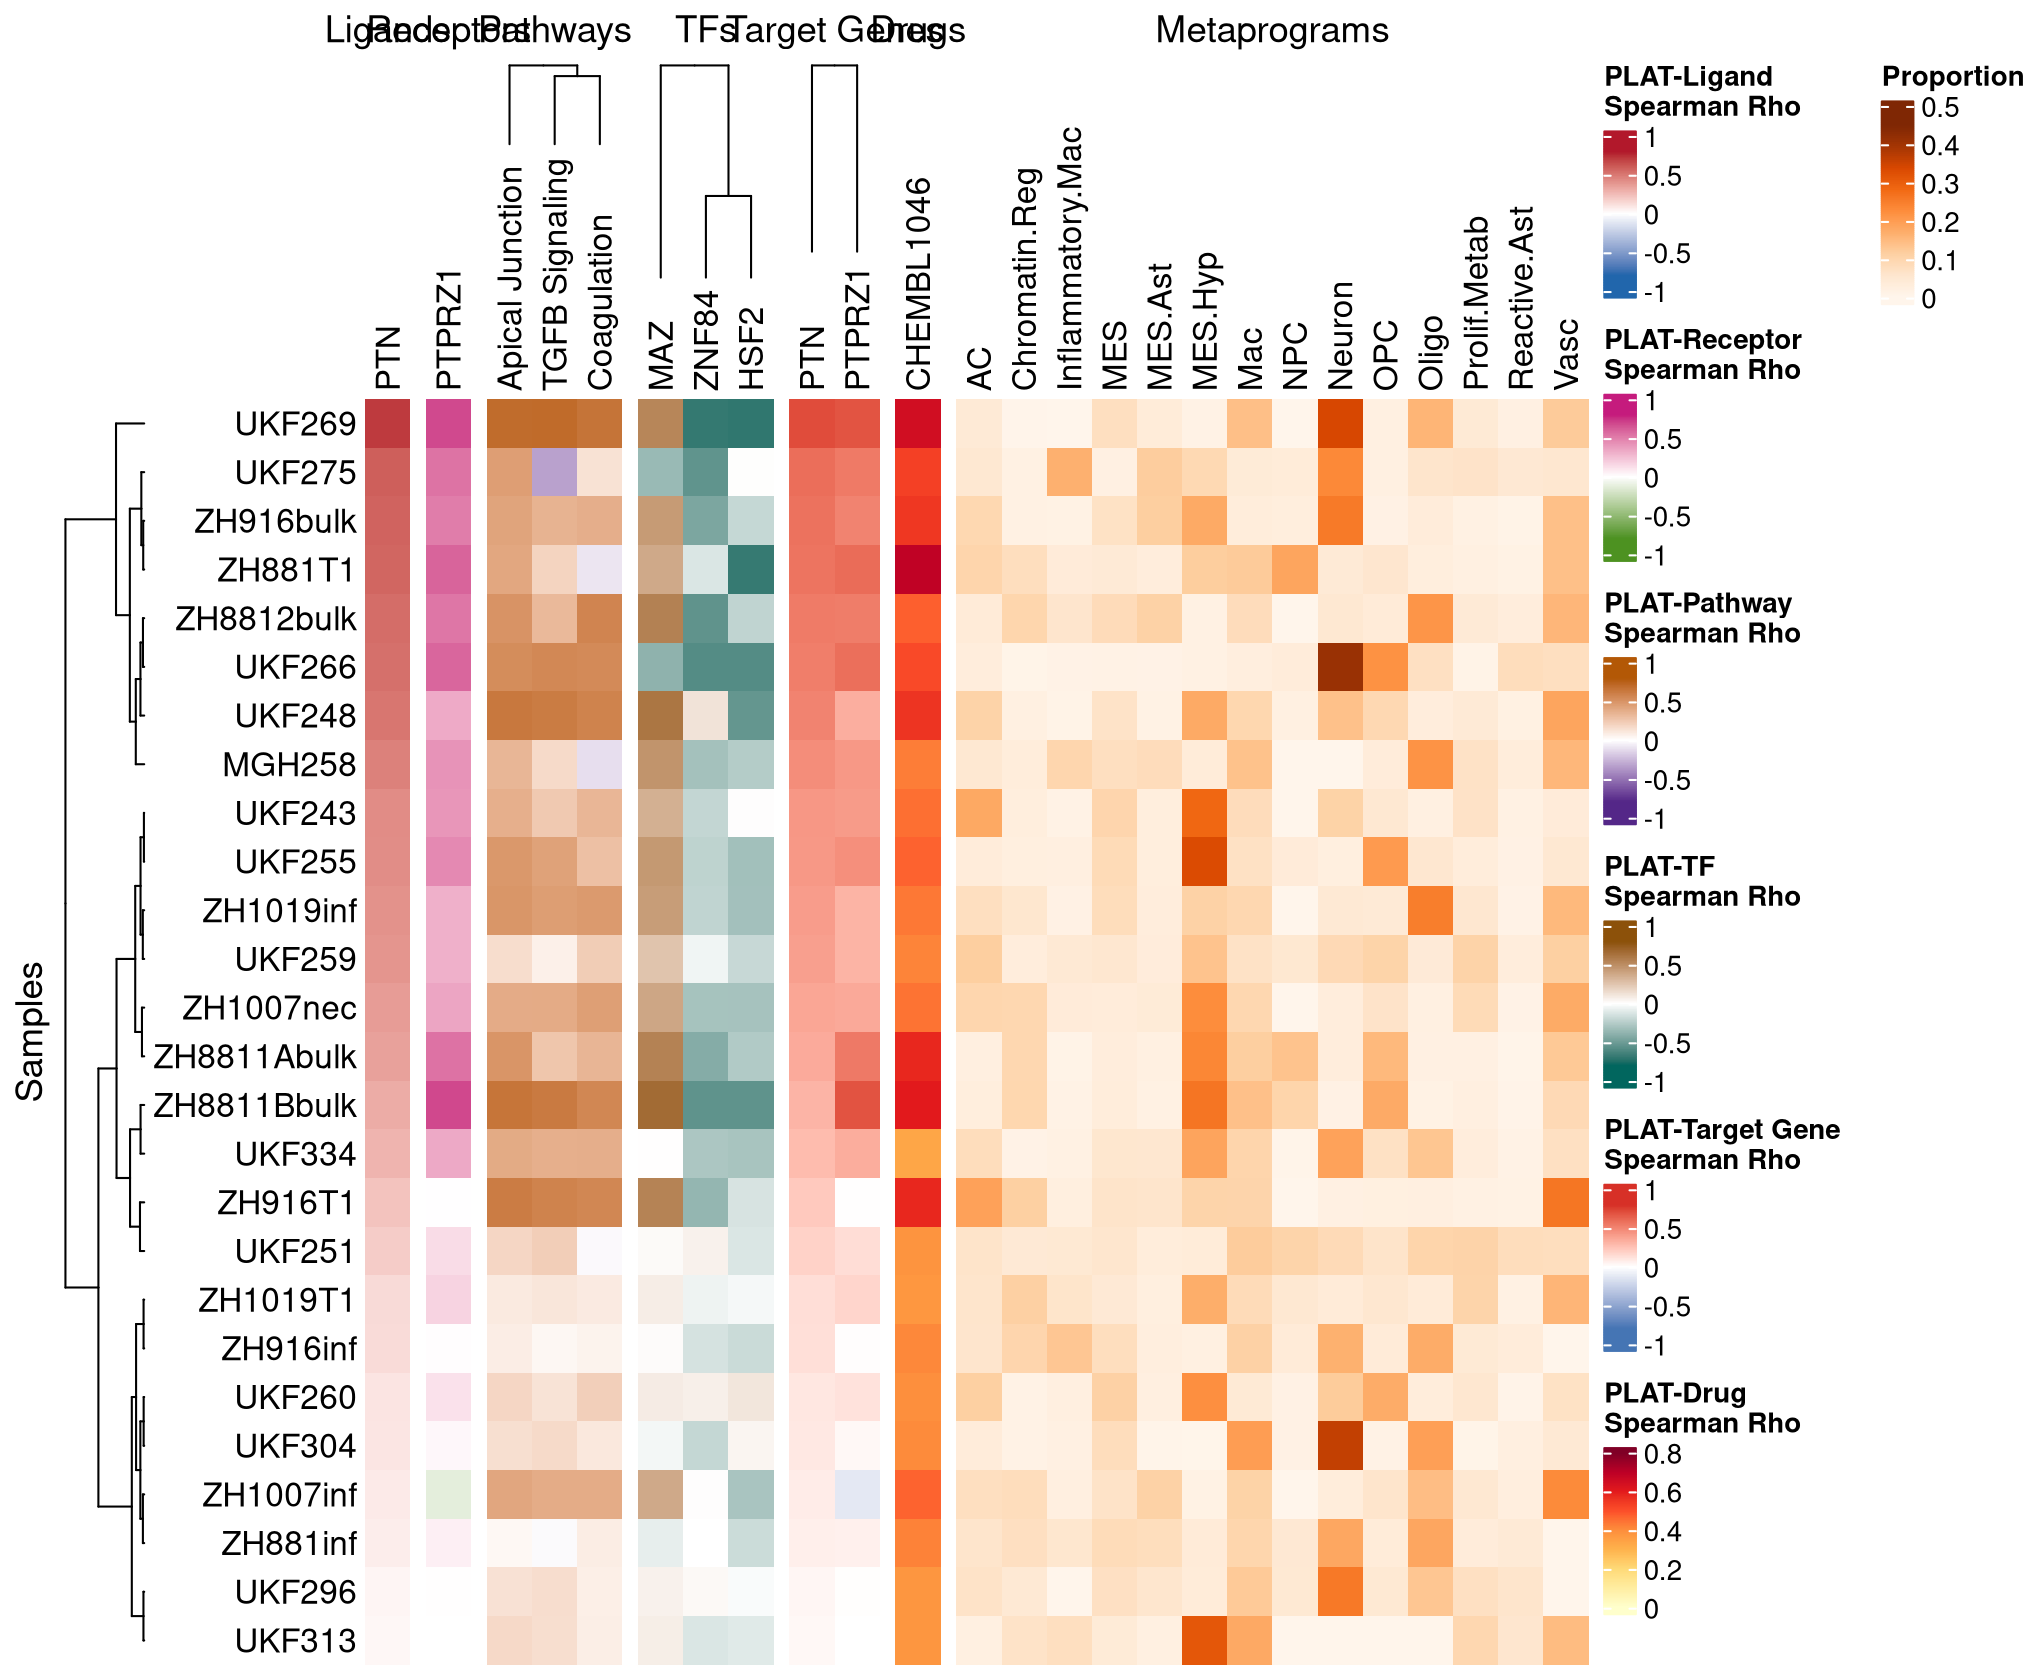 Ligands Receptors Pathways TFs Target Genes Drugs Metaprograms
PTN PTPRZ1 Apical Junction TGFB Signaling Coagulation MAZ ZNF84 HSF2 PTN PTPRZ1 CHEMBL1046 AC Chromatin.Reg Inflammatory.Mac MES MES.Ast MES.Hyp Mac NPC Neuron OPC Oligo Prolif.Metab Reactive.Ast Vasc
Samples
UKF269
UKF275
ZH916bulk
ZH881T1
ZH8812bulk
UKF266
UKF248
MGH258
UKF243
UKF255
ZH1019inf
UKF259
ZH1007nec
ZH8811Abulk
ZH8811Bbulk
UKF334
ZH916T1
UKF251
ZH1019T1
ZH916inf
UKF260
UKF304
ZH1007inf
ZH881inf
UKF296
UKF313
PLAT-Ligand
Spearman Rho
1
0.5
0
-0.5
-1
PLAT-Receptor
Spearman Rho
1
0.5
0
-0.5
-1
PLAT-Pathway
Spearman Rho
1
0.5
0
-0.5
-1
PLAT-TF
Spearman Rho
1
0.5
0
-0.5
-1
PLAT-Target Gene
Spearman Rho
1
0.5
0
-0.5
-1
PLAT-Drug
Spearman Rho
0.8
0.6
0.4
0.2
0
Proportion
0.5
0.4
0.3
0.2
0.1
0